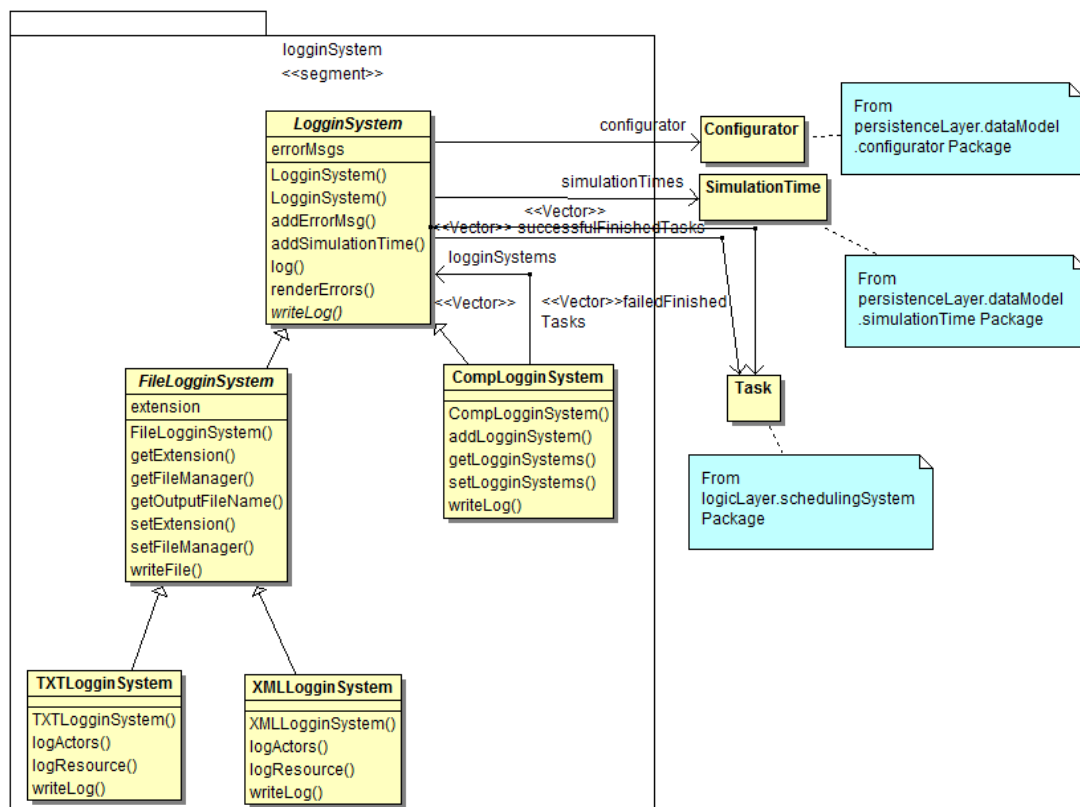 logginSystem
<<segment>>
LogginSystem
errorMsgs
LogginSystem()
LogginSystem()
addErrorMsg()
addSimulationTime()
log()
renderErrors()
writeLog()
configurator
Configurator
From
persistenceLayer.dataModel
.configurator Package
simulationTimes
SimulationTime
<<Vector>>
<<Vector>> successfulFinishedTasks
logginSystems
<<Vector>>
<<Vector>>failedFinished
Tasks
From
persistenceLayer.dataModel
.simulationTime Package
FileLogginSystem
extension
FileLogginSystem()
getExtension()
getFileManager()
getOutputFileName()
setExtension()
setFileManager()
writeFile()
CompLogginSystem
CompLogginSystem()
addLogginSystem()
getLogginSystems()
setLogginSystems()
writeLog()
Task
From
logicLayer.schedulingSystem
Package
TXTLogginSystem
TXTLogginSystem()
logActors()
logResource()
writeLog()
XMLLogginSystem
XMLLogginSystem()
logActors()
logResource()
writeLog()